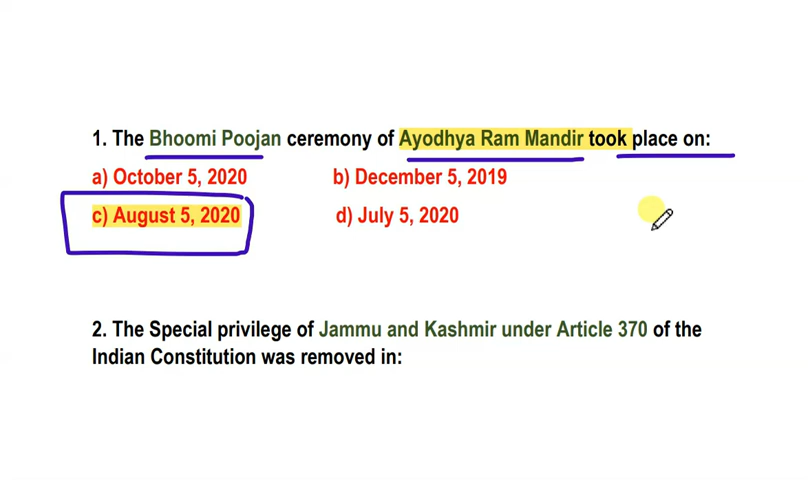 1. The Bhoomi Poojan ceremony of Ayodhya Ram Mandir took place on:
a) October 5, 2020 b) December 5, 2019
c) August 5, 2020 d) July 5, 2020
2. The Special privilege of Jammu and Kashmir under Article 370 of the
Indian Constitution was removed in: